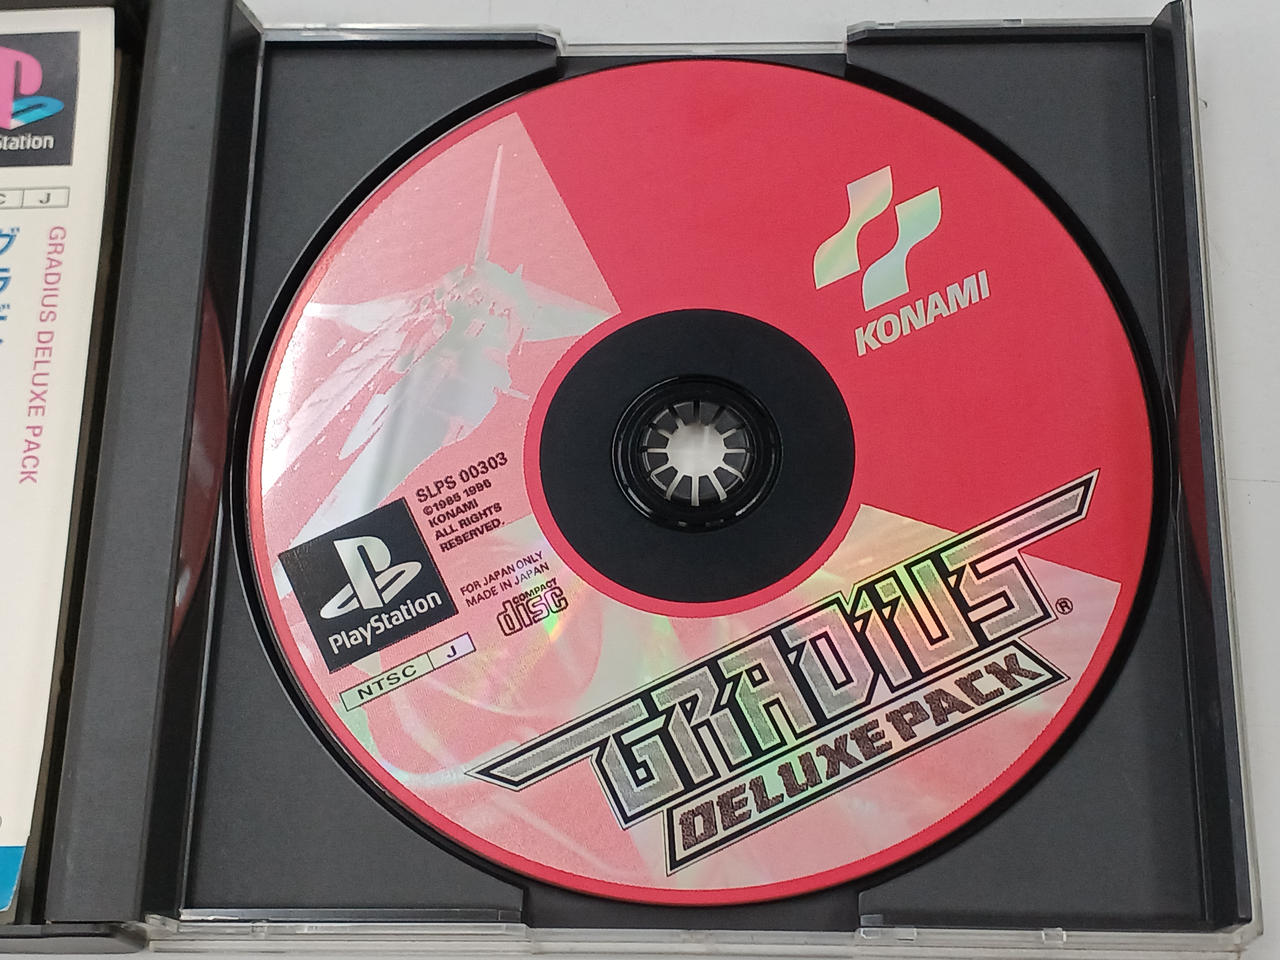 Station
C J
GRADIUS DELUXE PACK
KONAMI
SLPS 00303
©1985 1996
KONAMI
ALL RIGHTS
RESERVED.
FOR JAPAN ONLY
MADE IN JAPAN
COMPACT
disc
PlayStation
NTSC J
GRADIUS®
DELUXE PACK